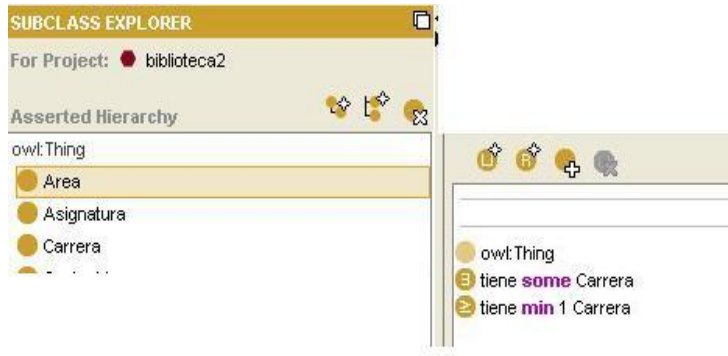 SUBCLASS EXPLORER
For Project: biblioteca2
Asserted Hierarchy
owl:Thing
Area
Asignatura
Carrera
owl:Thing
tiene some Carrera
tiene min 1 Carrera